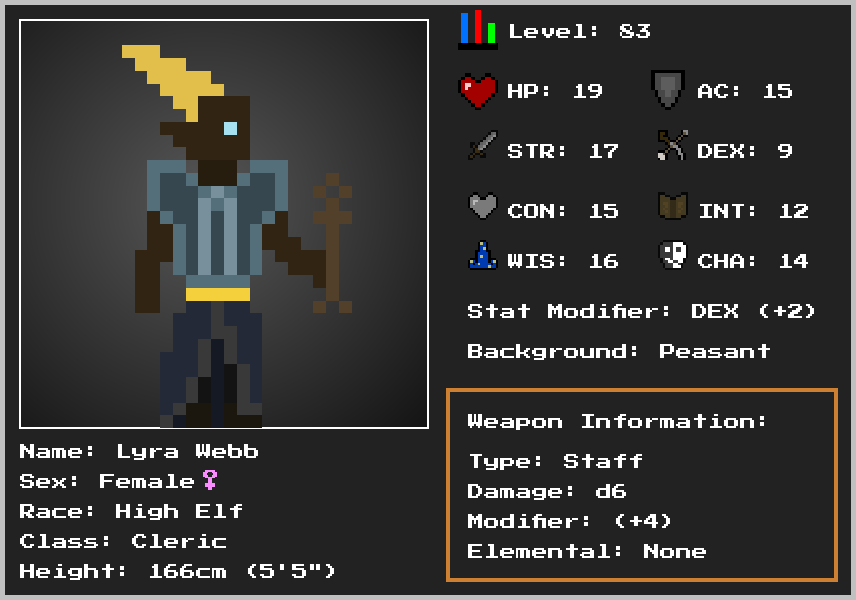 Level: 83
HP: 19 AC: 15
STR: 17 DEX: 9
CON: 15 INT: 12
WIS: 16 CHA: 14
Stat Modifier: DEX (+2)
Background: Peasant
Weapon Information:
Type: Staff
Damage: d6
Modifier: (+4)
Elemental: None
Name: Lyra Webb
Sex: Female♀
Race: High Elf
Class: Cleric
Height: 166cm (5'5")